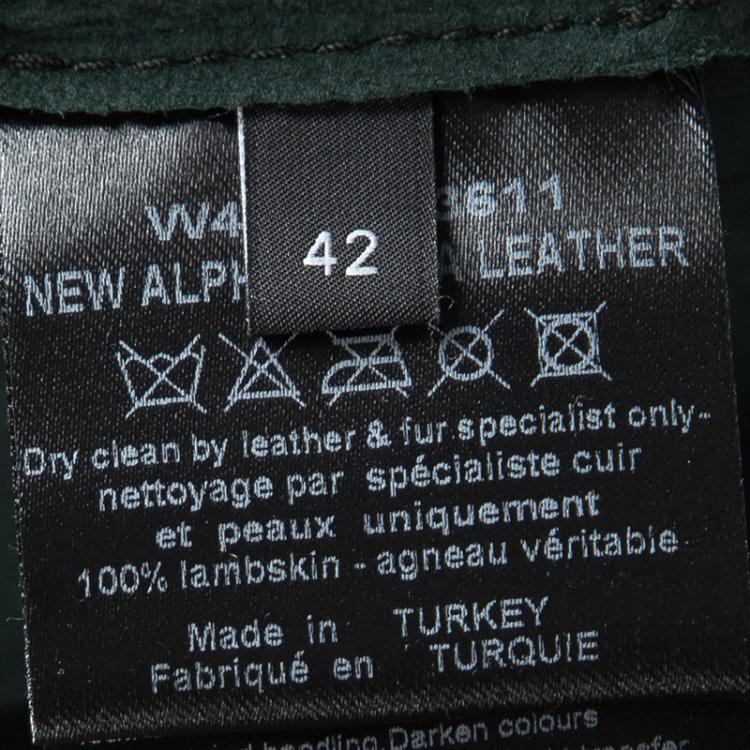 42
W4 3611
NEW ALPH A LEATHER
Dry clean by leather & fur specialist only-
nettoyage par spécialiste cuir
et peaux uniquement
100% lambskin - agneau véritable
Made in TURKEY
Fabriqué en TURQUIE
handling. Darken colours